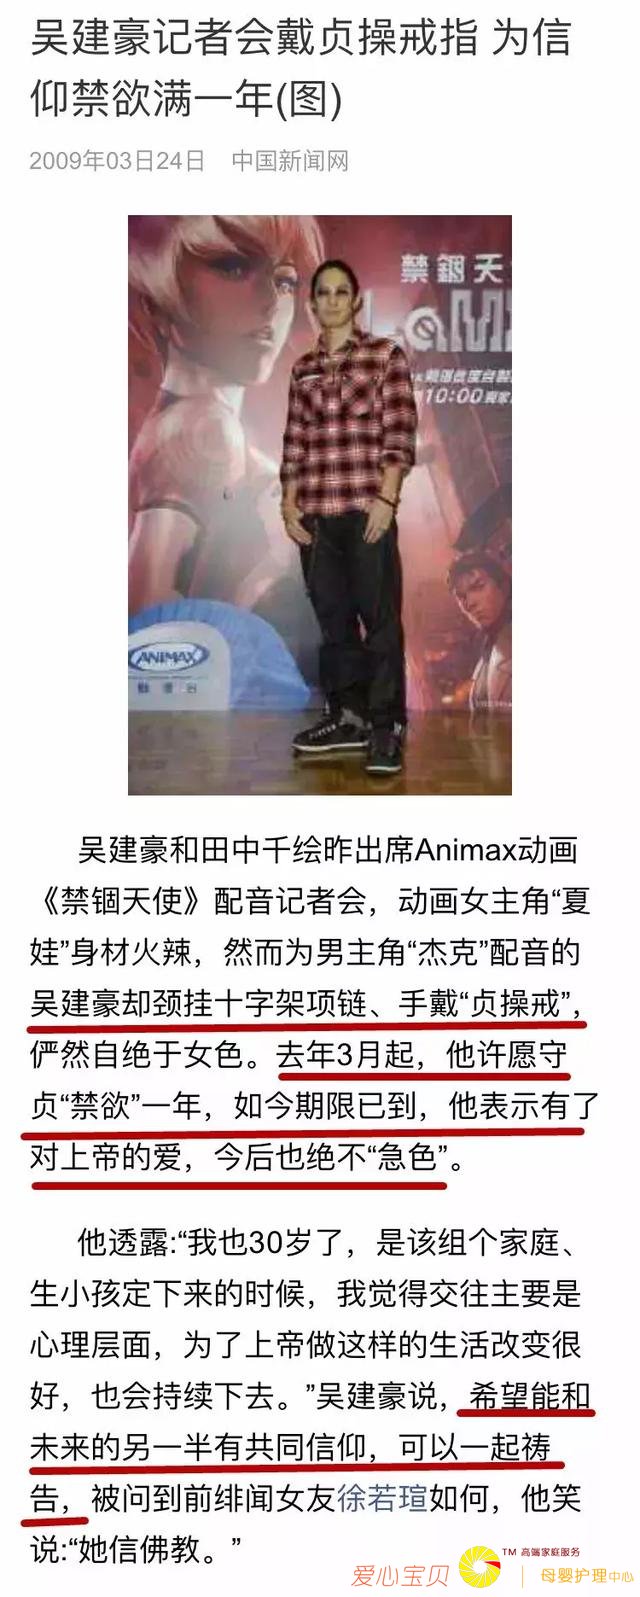 吴建豪记者会戴贞操戒指 为信
仰禁欲满一年(图)
2009年03日24日 中国新闻网
禁錮天
LaM
10:00
ANIMAX
吴建豪和田中千绘昨出席Animax动画
《禁锢天使》配音记者会，动画女主角“夏
娃”身材火辣，然而为男主角“杰克”配音的
吴建豪却颈挂十字架项链、手戴“贞操戒”，
俨然自绝于女色。去年3月起，他许愿守
贞“禁欲”一年，如今期限已到，他表示有了
对上帝的爱，今后也绝不“急色”。
他透露:“我也30岁了，是该组个家庭、
生小孩定下来的时候，我觉得交往主要是
心理层面，为了上帝做这样的生活改变很
好，也会持续下去。”吴建豪说，希望能和
未来的另一半有共同信仰，可以一起祷
告，被问到前绯闻女友徐若瑄如何，他笑
说:“她信佛教。”
爱心宝贝 TM 高端家庭服务
母婴护理中心